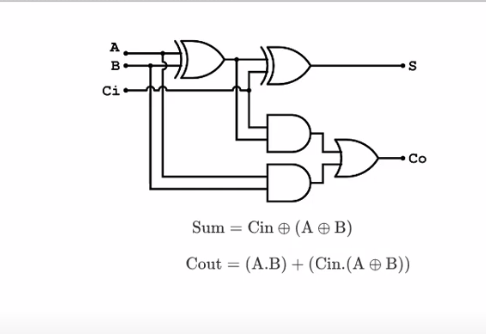 A
B
Ci
S
Co
Sum = Cin ⊕ (A ⊕ B)
Cout = (A.B) + (Cin.(A ⊕ B))